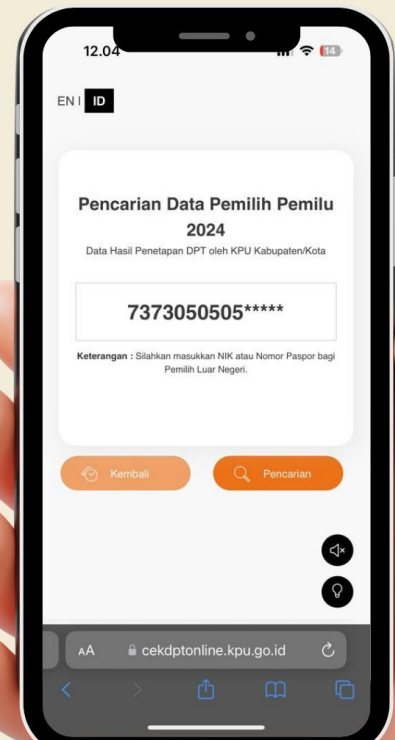 12.04
14
EN I ID
Pencarian Data Pemilih Pemilu
2024
Data Hasil Penetapan DPT oleh KPU Kabupaten/Kota
7373050505*****
Keterangan : Silahkan masukkan NIK atau Nomor Paspor bagi
Pemilih Luar Negeri.
Kembali
Pencarian
AA
cekdptonline.kpu.go.id